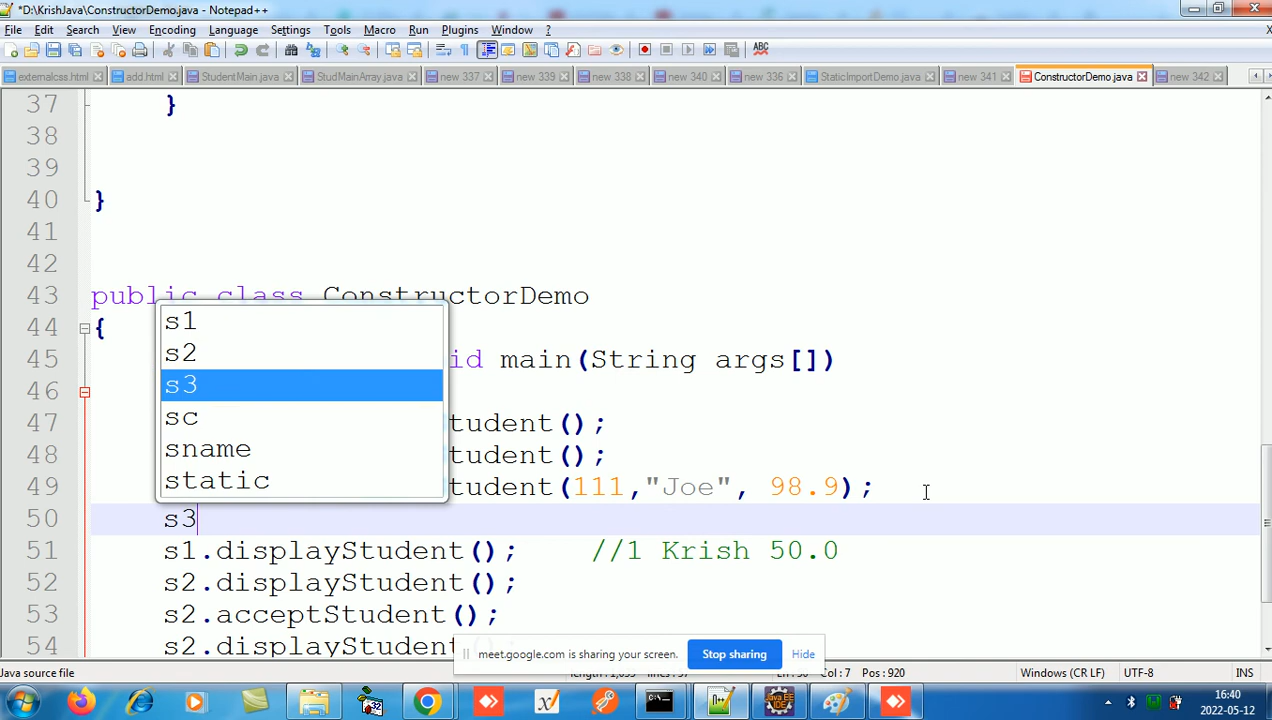 *D:\KrishJava\ConstructorDemo.java - Notepad++
File Edit Search View Encoding Language Settings Tools Macro Run Plugins Window ?
X
ABC
externalcss.html add.html StudentMain.java StudMainArray.java new 337 new 339 new 338 new 340 new 336 StaticImportDemo.java new 341 ConstructorDemo.java new 342
37 }
38
39
40 }
41
42
43 public class ConstructorDemo
44 {
45 id main(String args[])
46
47 tudent();
48 tudent();
49 tudent(111,"Joe", 98.9);
50 s3
51 s1.displayStudent(); //1 Krish 50.0
52 s2.displayStudent();
53 s2.acceptStudent();
54 s2.displayStudent
s1
s2
s3
sc
sname
static
meet.google.com is sharing your screen. Stop sharing Hide
Java source file Col : 7 Pos : 920 Windows (CR LF) UTF-8 INS
16:40
2022-05-12